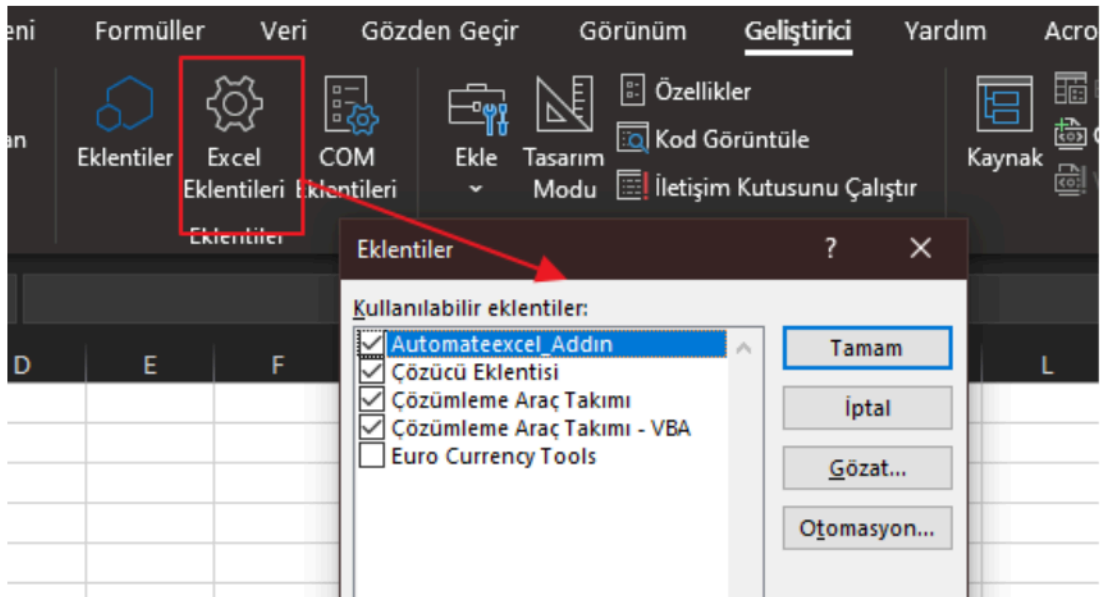 Formüller Veri Gözden Geçir Görünüm Geliştirici Yardım
Eklentiler
Excel
Eklentileri
COM
Eklentileri
Eklentiler
Ekle
Tasarım
Modu
Özellikler
Kod Görüntüle
İletişim Kutusunu Çalıştır
Kaynak
Eklentiler ? ×
Kullanılabilir eklentiler:
Automateexcel_Addın
Çözücü Eklentisi
Çözümleme Araç Takımı
Çözümleme Araç Takımı - VBA
Euro Currency Tools
Tamam
İptal
Gözat...
Otomasyon...
D E F L